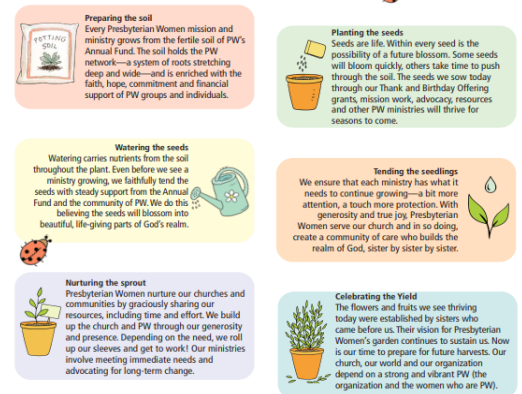 Preparing the soil
Every Presbyterian Women mission and
ministry grows from the fertile soil of PW's
Annual Fund. The soil holds the PW
network—a system of roots stretching
deep and wide—and is enriched with the
faith, hope, commitment and financial
support of PW groups and individuals.
POTTING
SOIL
Planting the seeds
Seeds are life. Within every seed is the
possibility of a future blossom. Some seeds
will bloom quickly, others take time to push
through the soil. The seeds we sow today
through our Thank and Birthday Offering
grants, mission work, advocacy, resources
and other PW ministries will thrive for
seasons to come.
Watering the seeds
Watering carries nutrients from the soil
throughout the plant. Even before we see a
ministry growing, we faithfully tend the
seeds with steady support from the Annual
Fund and the community of PW. We do this
believing the seeds will blossom into
beautiful, life-giving parts of God's realm.
Tending the seedlings
We ensure that each ministry has what it
needs to continue growing—a bit more
attention, a touch more protection. With
generosity and true joy, Presbyterian
Women serve our church and in so doing,
create a community of care who builds the
realm of God, sister by sister by sister.
Nurturing the sprout
Presbyterian Women nurture our churches and
communities by graciously sharing our
resources, including time and effort. We build
up the church and PW through our generosity
and presence. Depending on the need, we roll
up our sleeves and get to work! Our ministries
involve meeting immediate needs and
advocating for long-term change.
Celebrating the Yield
The flowers and fruits we see thriving
today were established by sisters who
came before us. Their vision for Presbyterian
Women's garden continues to sustain us. Now
is our time to prepare for future harvests. Our
church, our world and our organization
depend on a strong and vibrant PW (the
organization and the women who are PW).